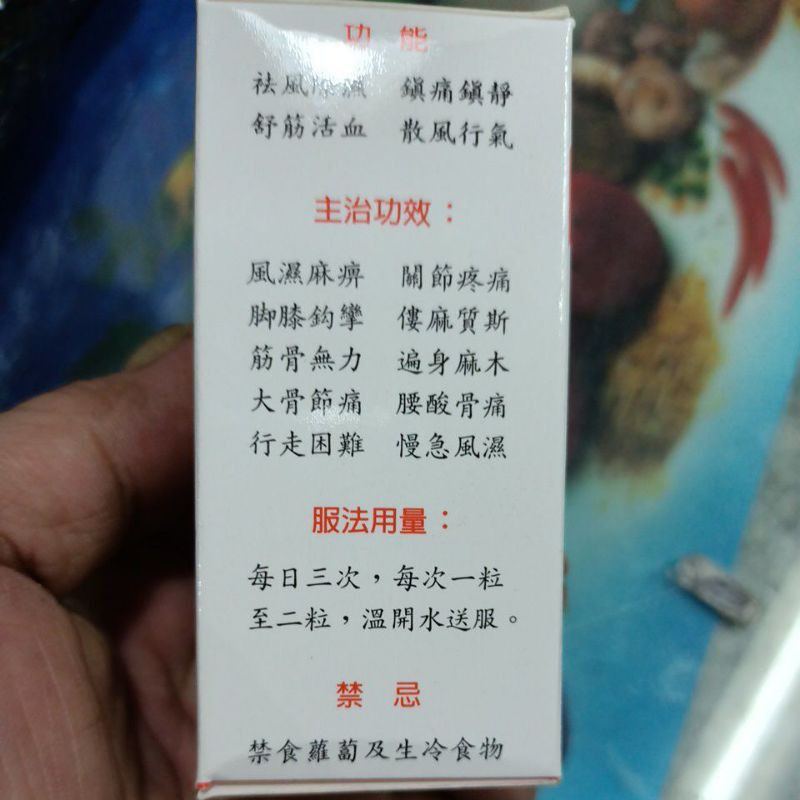 功 能
祛風除濕 鎮痛鎮靜
舒筋活血 散風行氣
主治功效：
風濕麻痹 關節疼痛
脚膝鈎攣 僂麻質斯
筋骨無力 遍身麻木
大骨節痛 腰酸骨痛
行走困難 慢急風濕
服法用量：
每日三次，每次一粒
至二粒，溫開水送服。
禁 忌
禁食蘿蔔及生冷食物